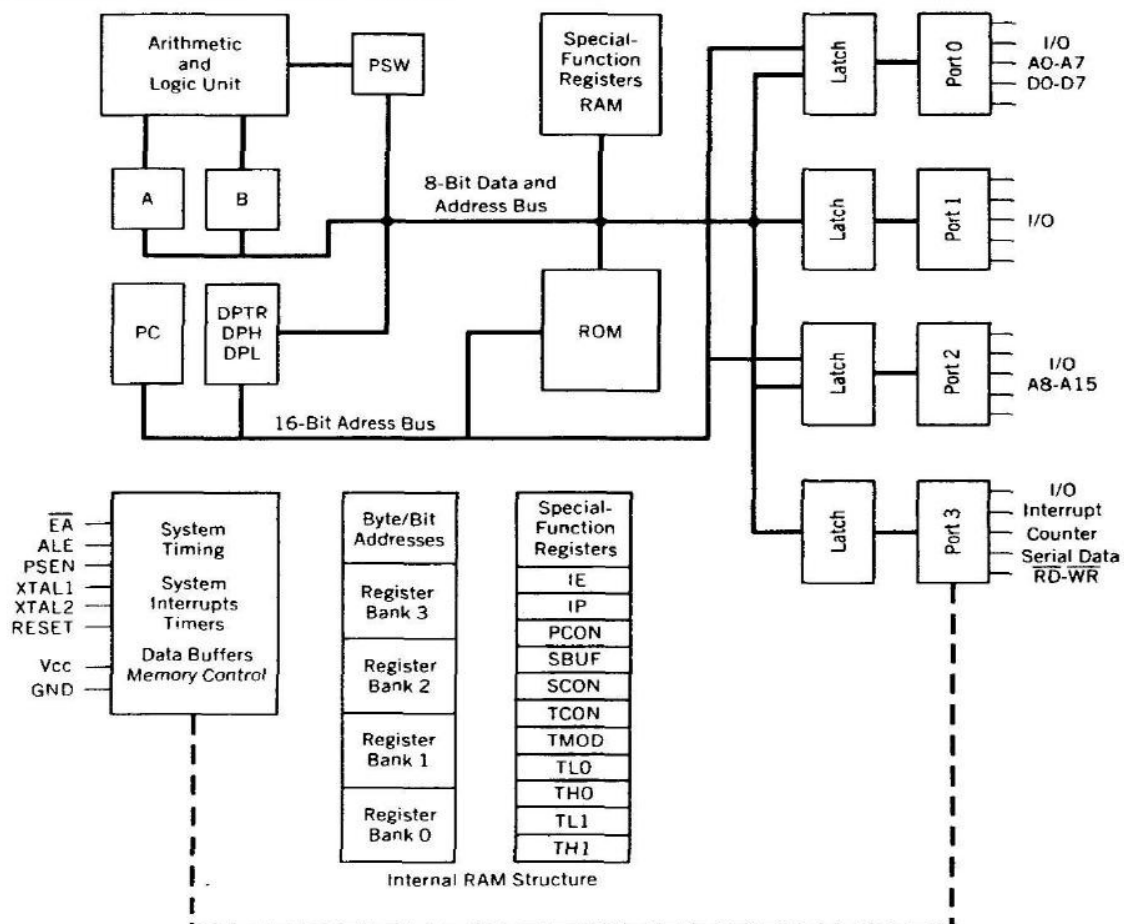 Arithmetic
and
Logic Unit
PSW
Special-
Function
Registers
RAM
Latch
Port 0
I/O
A0-A7
D0-D7
A
B
8-Bit Data and
Address Bus
Latch
Port 1
I/O
PC
DPTR
DPH
DPL
ROM
Latch
Port 2
I/O
A8-A15
16-Bit Adress Bus
Latch
Port 3
I/O
Interrupt
Counter
Serial Data
RD-WR
EA
ALE
PSEN
XTAL1
XTAL2
RESET
Vcc
GND
System
Timing
System
Interrupts
Timers
Data Buffers
Memory Control
Byte/Bit
Addresses
Register
Bank 3
Register
Bank 2
Register
Bank 1
Register
Bank 0
Special-
Function
Registers
IE
IP
PCON
SBUF
SCON
TCON
TMOD
TL0
TH0
TL1
TH1
Internal RAM Structure